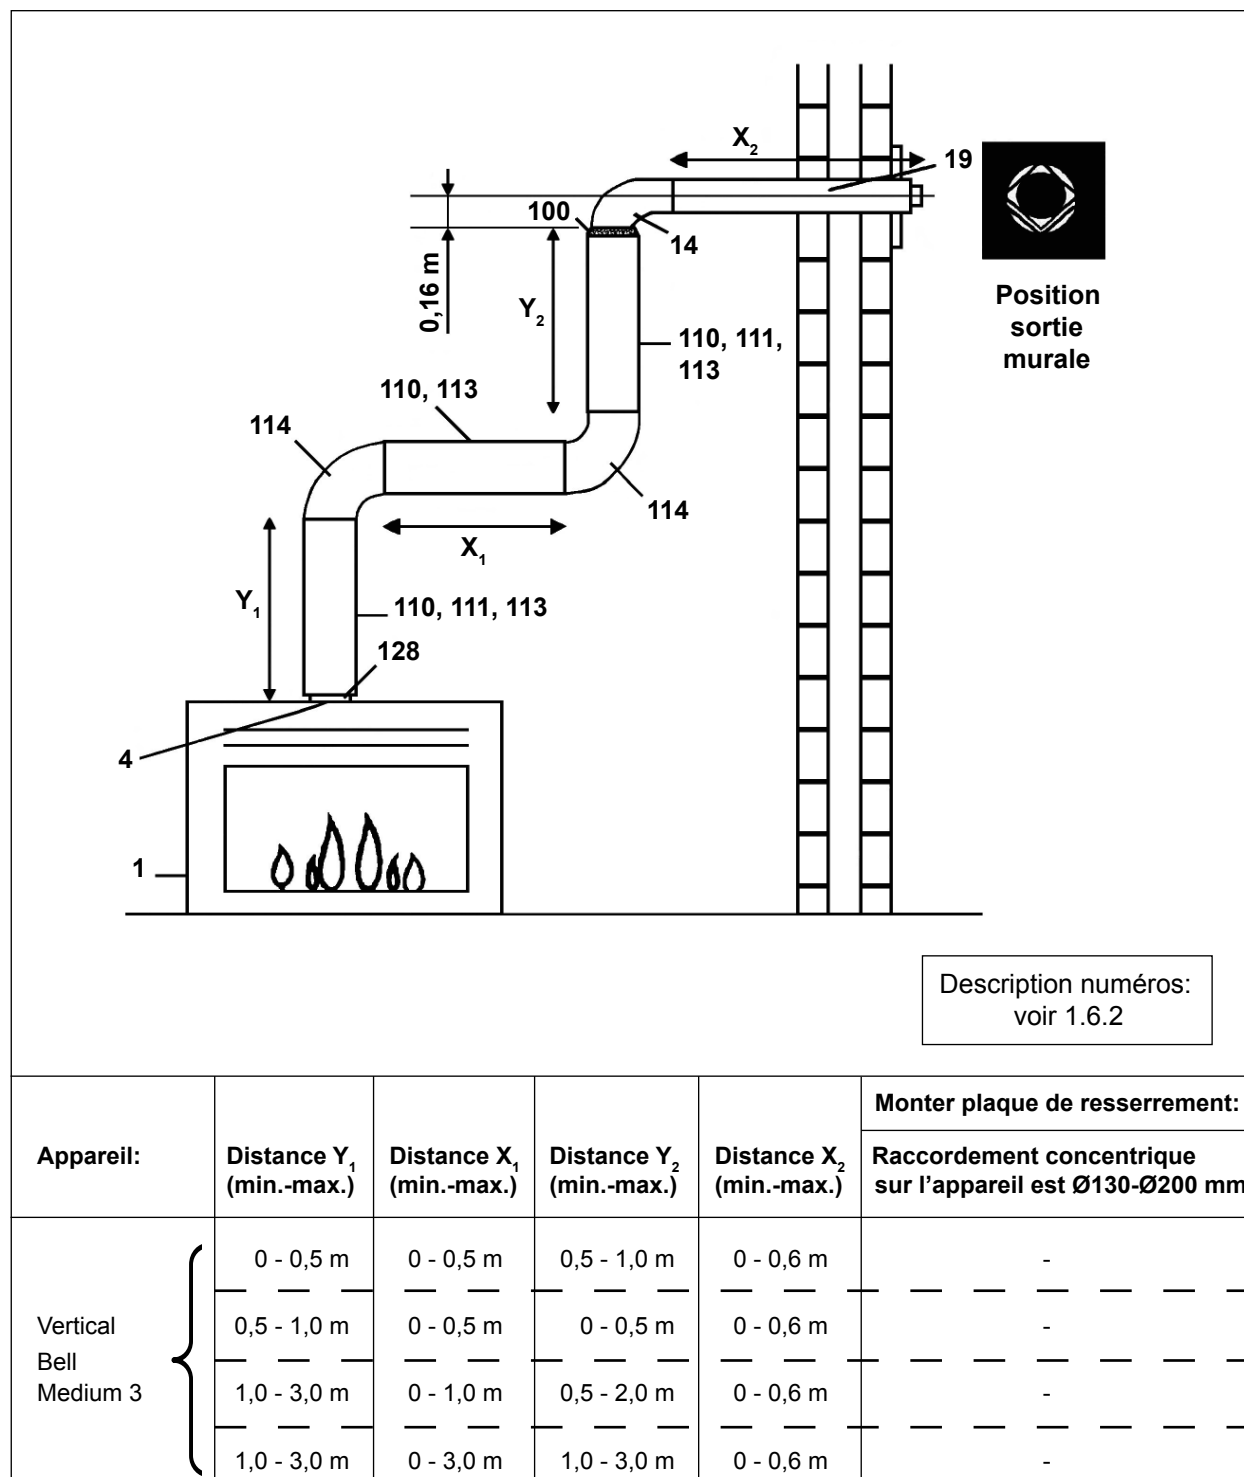 X2
19
100
14
0,16 m
Y2
Position
sortie
murale
110, 111,
113
110, 113
114
114
X1
Y1
110, 111, 113
128
4
1
Description numéros:
voir 1.6.2
Monter plaque de resserrement:
Appareil:
Distance Y1
(min.-max.)
Distance X1
(min.-max.)
Distance Y2
(min.-max.)
Distance X2
(min.-max.)
Raccordement concentrique
sur l'appareil est Ø130-Ø200 mm
Vertical
Bell
Medium 3
0 - 0,5 m 0 - 0,5 m 0,5 - 1,0 m 0 - 0,6 m -
0,5 - 1,0 m 0 - 0,5 m 0 - 0,5 m 0 - 0,6 m -
1,0 - 3,0 m 0 - 1,0 m 0,5 - 2,0 m 0 - 0,6 m -
1,0 - 3,0 m 0 - 3,0 m 1,0 - 3,0 m 0 - 0,6 m -